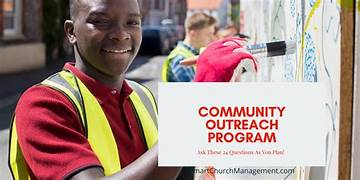 COMMUNITY
OUTREACH
PROGRAM
Ask These 24 Questions As You Plan!
martChurchManagement.com